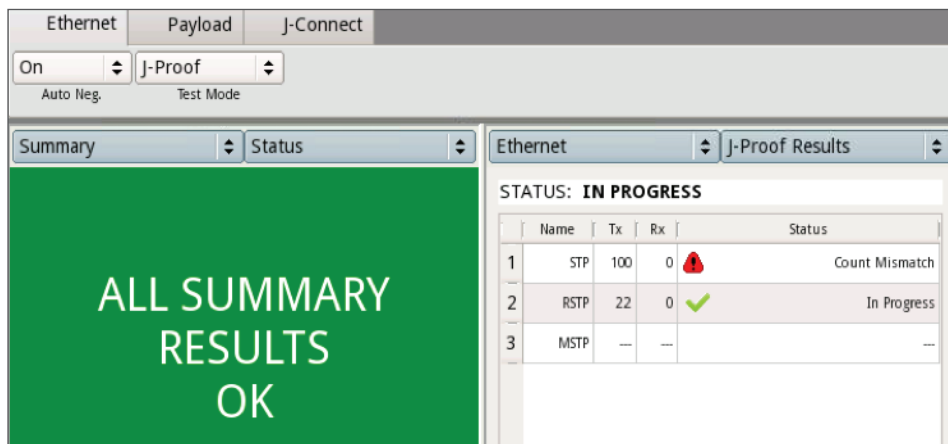 Ethernet Payload J-Connect
On J-Proof
Auto Neg. Test Mode
Summary Status Ethernet J-Proof Results
ALL SUMMARY
RESULTS
OK
STATUS: IN PROGRESS
Name Tx Rx Status
1 STP 100 0 Count Mismatch
2 RSTP 22 0 In Progress
3 MSTP --- --- ---